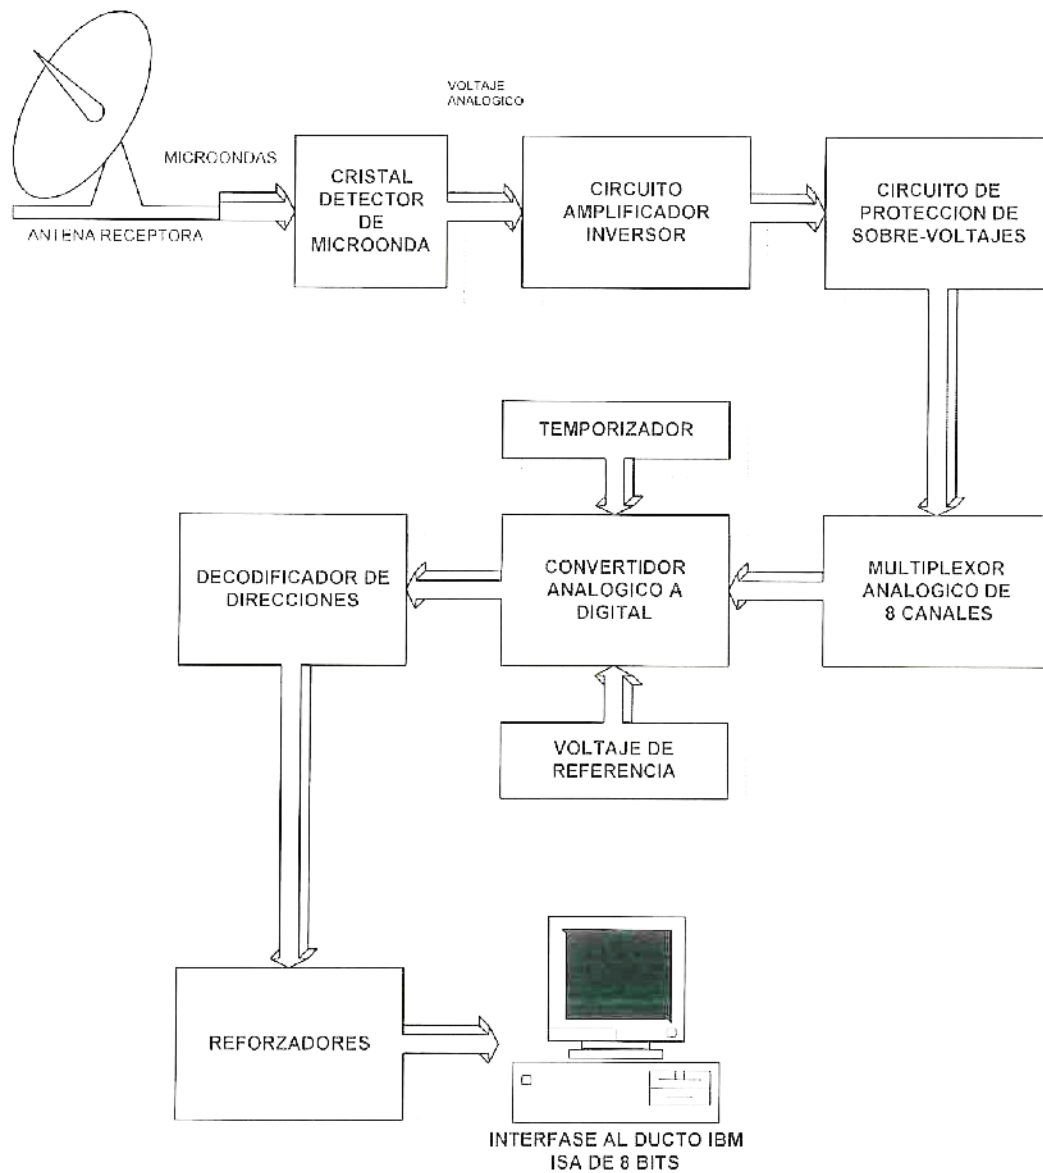 VOLTAJE
ANALOGICO
MICROONDAS
ANTENA RECEPTORA
CRISTAL
DETECTOR
DE
MICROONDA
CIRCUITO
AMPLIFICADOR
INVERSOR
CIRCUITO DE
PROTECCION DE
SOBRE-VOLTAJES
TEMPORIZADOR
DECODIFICADOR DE
DIRECCIONES
CONVERTIDOR
ANALOGICO A
DIGITAL
MULTIPLEXOR
ANALOGICO DE
8 CANALES
VOLTAJE DE
REFERENCIA
REFORZADORES
INTERFASE AL DUCTO IBM
ISA DE 8 BITS